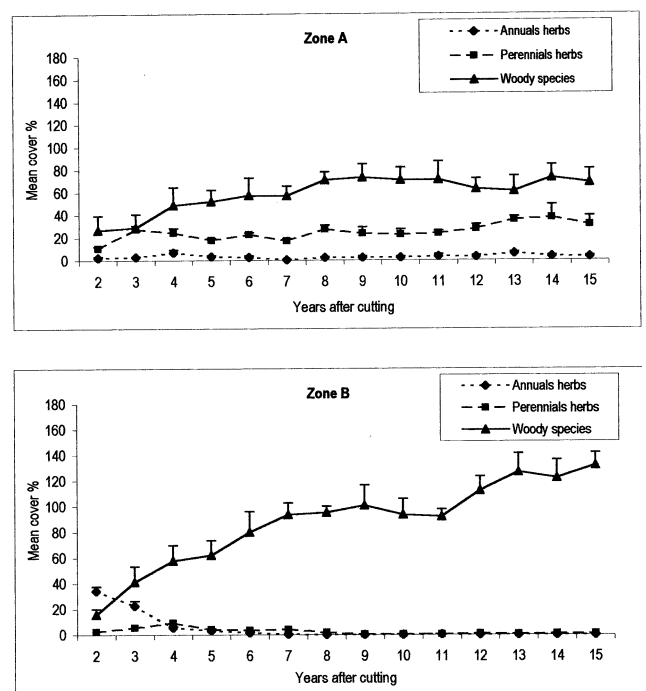 Zone A
Annuals herbs
Perennials herbs
Woody species
Mean cover %
180
160
140
120
100
80
60
40
20
0
2 3 4 5 6 7 8 9 10 11 12 13 14 15
Years after cutting
Zone B
Annuals herbs
Perennials herbs
Woody species
Mean cover %
180
160
140
120
100
80
60
40
20
0
2 3 4 5 6 7 8 9 10 11 12 13 14 15
Years after cutting